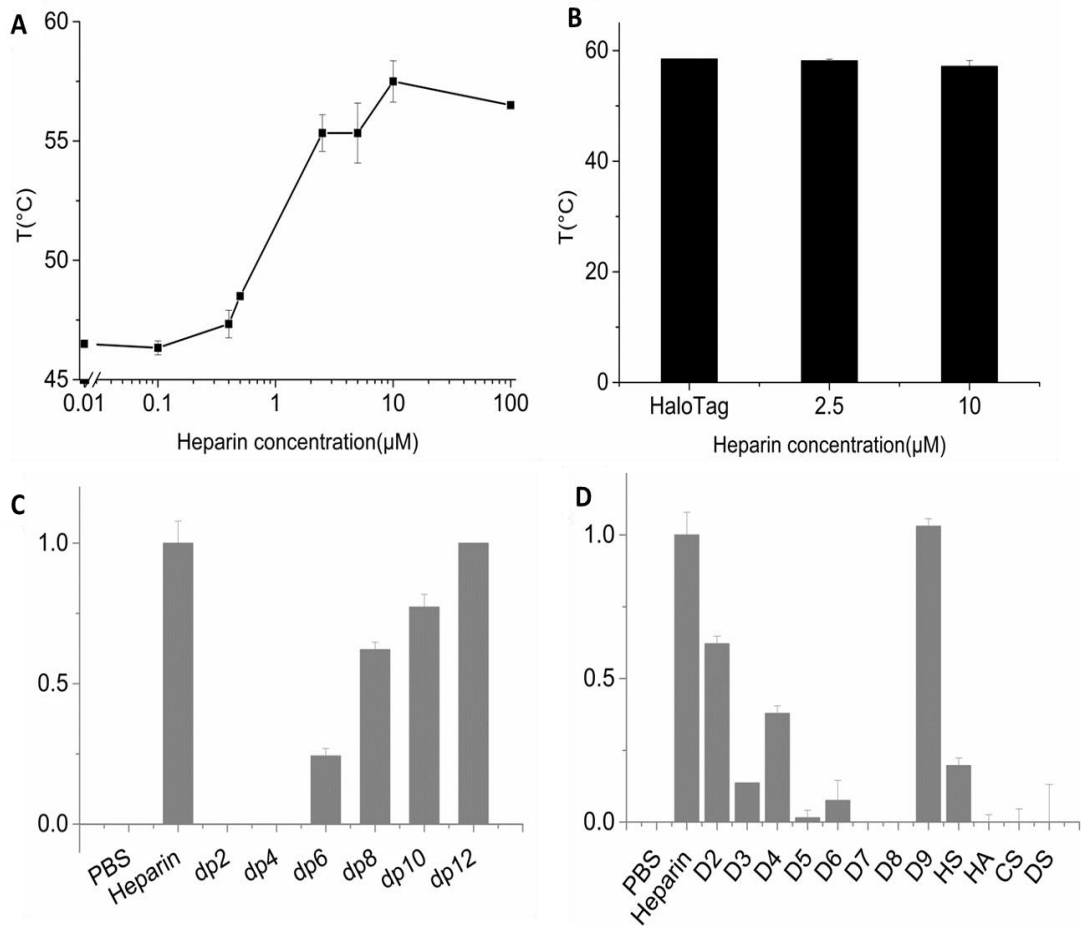 A
60
55
50
45
T(°C)
0.01 0.1 1 10 100
Heparin concentration(µM)
B
60
40
20
0
T(°C)
HaloTag 2.5 10
Heparin concentration(µM)
C
1.0
0.5
0.0
PBS Heparin dp2 dp4 dp6 dp8 dp10 dp12
D
1.0
0.5
0.0
PBS Heparin D2 D3 D4 D5 D6 D7 D8 D9 HS HA CS DS